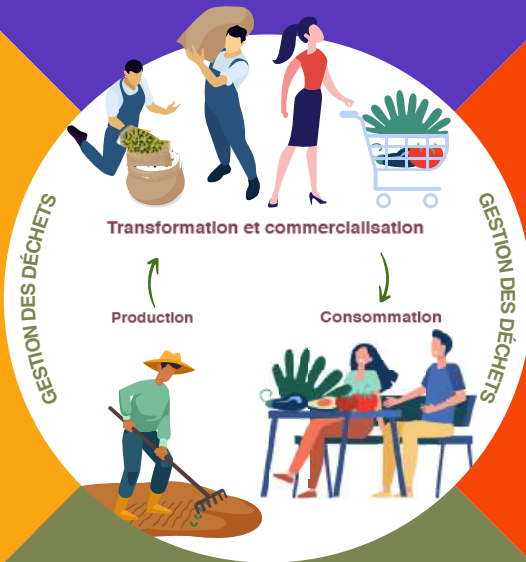 Transformation et commercialisation
GESTION DES DÉCHETS
GESTION DES DÉCHETS
Production
Consommation